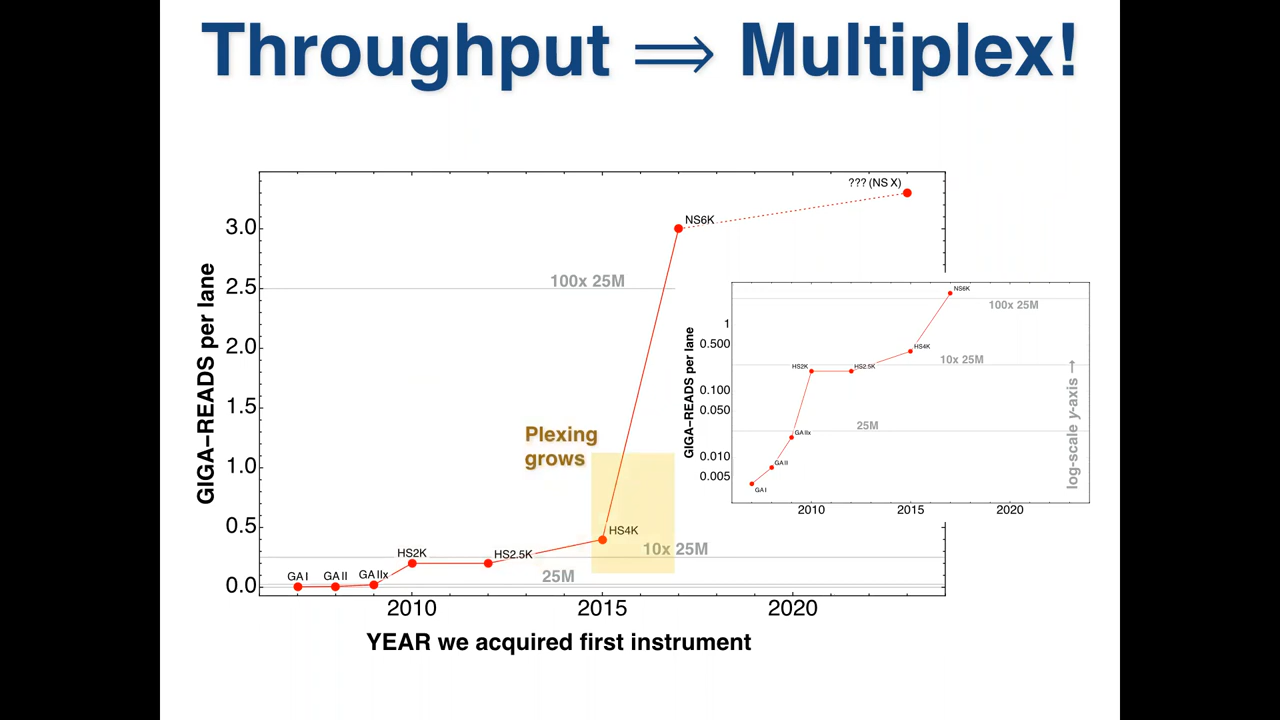 Throughput ⟹ Multiplex!
GIGA–READS per lane
3.0
2.5
2.0
1.5
1.0
0.5
0.0
??? (NS X)
NS6K
100x 25M
Plexing
grows
HS4K
10x 25M
HS2K
HS2.5K
25M
GA I
GA II
GA IIx
2010
2015
2020
YEAR we acquired first instrument
GIGA–READS per lane
1
0.500
0.100
0.050
0.010
0.005
NS6K
100x 25M
HS4K
10x 25M
HS2K
HS2.5K
25M
GA IIx
GA II
GA I
log-scale y-axis →
2010
2015
2020